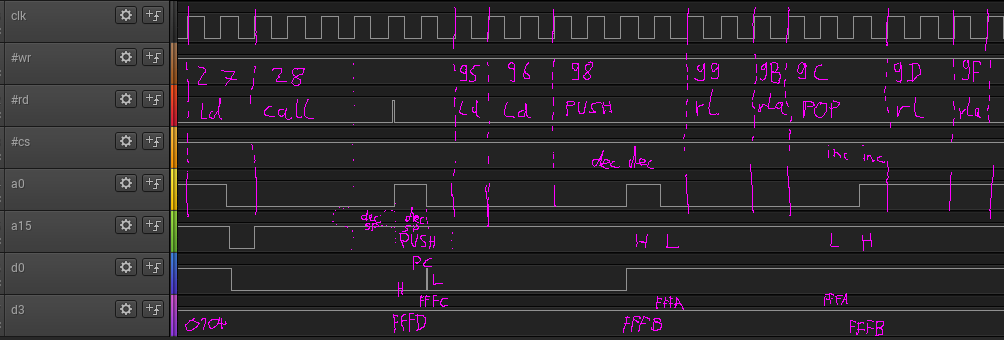 clk
#wr
27 28 95 96 98 99 9B 9C 9D 9F
#rd
Ld call Ld Ld PUSH rL rla POP rL rla
#cs
dec dec inc inc
a0
a15
dec dec
PUSH H L L H
d0
PC
H L
d3
FFFC FFFA FFFA
0104 FFFD FFFB FFFB